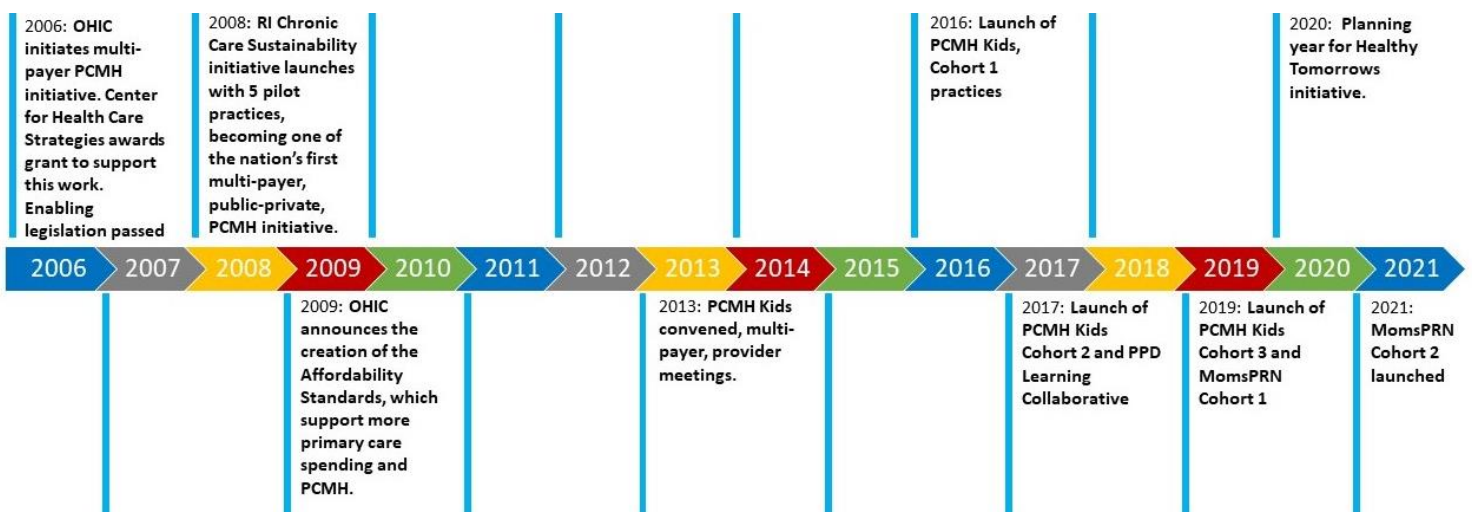 2006: OHIC
initiates multi-
payer PCMH
initiative. Center
for Health Care
Strategies awards
grant to support
this work.
Enabling
legislation passed
2008: RI Chronic
Care Sustainability
initiative launches
with 5 pilot
practices,
becoming one of
the nation’s first
multi-payer,
public-private,
PCMH initiative.
2016: Launch of
PCMH Kids,
Cohort 1
practices
2020: Planning
year for Healthy
Tomorrows
initiative.
2006 2007 2008 2009 2010 2011 2012 2013 2014 2015 2016 2017 2018 2019 2020 2021
2009: OHIC
announces the
creation of the
Affordability
Standards, which
support more
primary care
spending and
PCMH.
2013: PCMH Kids
convened, multi-
payer, provider
meetings.
2017: Launch of
PCMH Kids
Cohort 2 and PPD
Learning
Collaborative
2019: Launch of
PCMH Kids
Cohort 3 and
MomsPRN
Cohort 1
2021:
MomsPRN
Cohort 2
launched